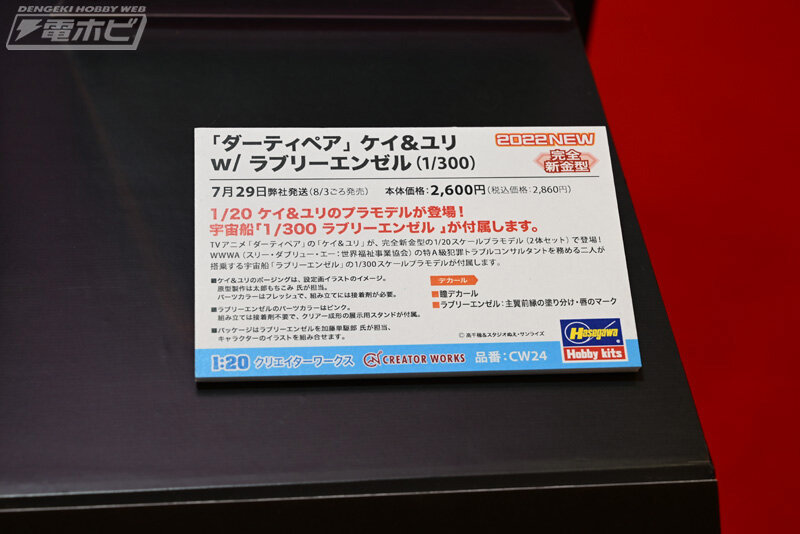 DENGEKI HOBBY WEB
電ホビ
「ダーティペア」ケイ&ユリ
w/ ラブリーエンゼル(1/300)
2022NEW
完全
新金型
7月29日弊社発送(8/3ごろ発売) 本体価格:2,600円(税込価格:2,860円)
1/20 ケイ&ユリのプラモデルが登場!
宇宙船『1/300 ラブリーエンゼル 」が付属します。
TVアニメ「ダーティペア」の「ケイ&ユリ」が、完全新金型の1/20スケールプラモデル(2体セット)で登場!
WWWA(スリー・ダブリュー・エー:世界福祉事業協会)の特A級犯罪トラブルコンサルタントを務める二人が
搭乗する宇宙船「ラブリーエンゼル」の1/300スケールプラモデルが付属します。
■ケイ&ユリのポージングは、設定画イラストのイメージ。
原型製作は太郎もちこみ 氏が担当。
パーツカラーはフレッシュで、組み立てには接着剤が必要。
■ラブリーエンゼルのパーツカラーはピンク。
組み立ては接着剤不要で、クリアー成形の展示用スタンドが付属。
■パッケージはラブリーエンゼルを加藤単駆郎 氏が担当、
キャラクターのイラストを組み合せます。
デカール
■瞳デカール
■ラブリーエンゼル:主翼前縁の塗り分け・唇のマーク
□ 高千穂&スタジオぬえ・サンライズ
Hasegawa
Hobby kits
1:20 クリエイターワークス CREATOR WORKS 品番:CW24